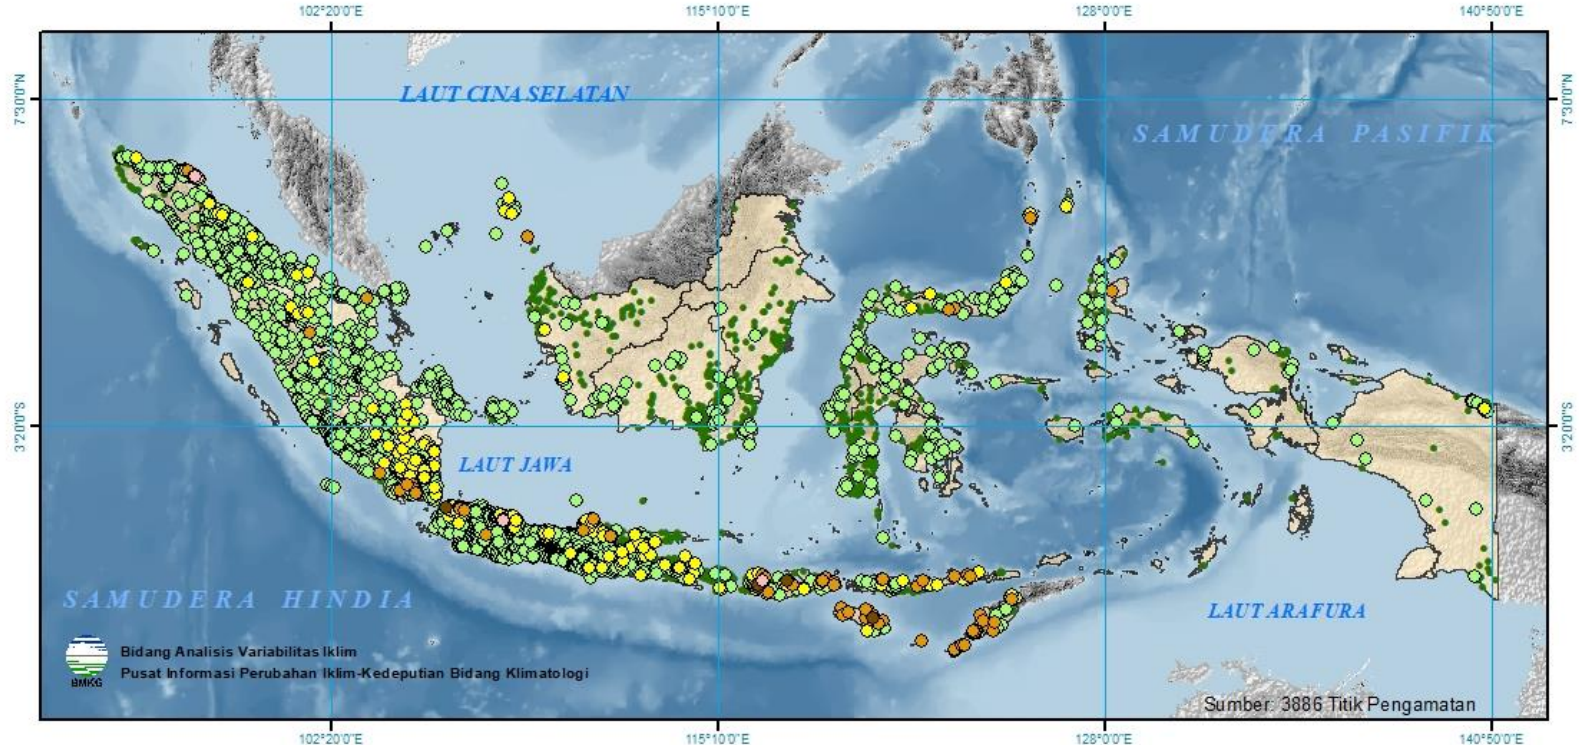 102°20'0"E 115°10'0"E 128°0'0"E 140°50'0"E
7°30'0"N 7°30'0"N
LAUT CINA SELATAN
SAMUDERA PASIFIK
3°20'0"S 3°20'0"S
LAUT JAWA
SAMUDERA HINDIA
LAUT ARAFURA
Bidang Analisis Variabilitas Iklim
Pusat Informasi Perubahan Iklim-Kedeputian Bidang Klimatologi
BMKG
Sumber: 3886 Titik Pengamatan
102°20'0"E 115°10'0"E 128°0'0"E 140°50'0"E